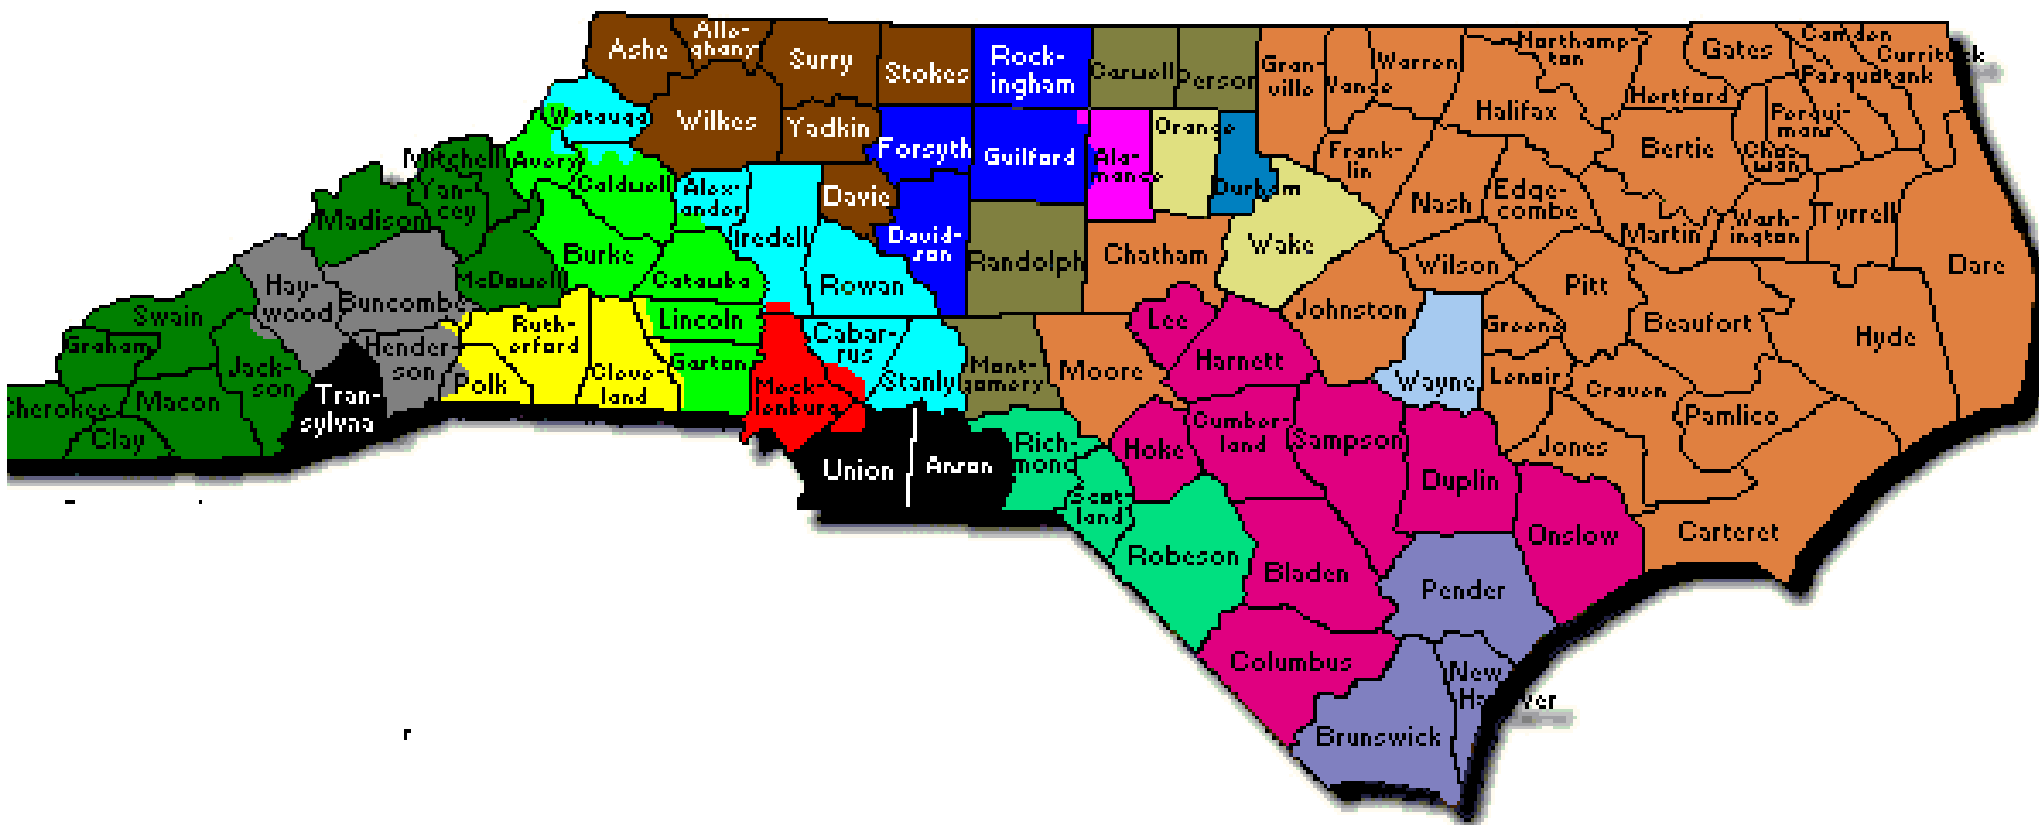 Ashe
Alle-
ghany
Surry
Stokes
Rock-
ingham
Caswell
Person
Gran-
ville
Vance
Warren
Northamp-
ton
Gates
Camden
Currituck
Pasquotank
Hertford
Halifax
Perqui-
mans
Watauga
Wilkes
Yadkin
Forsyth
Guilford
Ala-
mance
Orange
Durham
Frank-
lin
Bertie
Cho-
wan
Mitchell
Avery
Caldwell
Alex-
ander
Davie
Yan-
cey
Madison
Nash
Edge-
combe
Martin
Wash-
ington
Tyrrell
Iredell
David-
son
Randolph
Chatham
Wake
Wilson
Pitt
Dare
Burke
McDowell
Catawba
Rowan
Hay-
wood
Buncombe
Swain
Graham
Jack-
son
Hender-
son
Ruth-
erford
Polk
Cleve-
land
Lincoln
Gaston
Meck-
lenburg
Cabar-
rus
Stanly
Mont-
gomery
Moore
Lee
Harnett
Johnston
Wayne
Greene
Lenoir
Craven
Beaufort
Hyde
Pamlico
Cherokee
Macon
Clay
Tran-
sylvaa
Union
Anson
Rich-
mond
Scot-
land
Hoke
Cumber-
land
Sampson
Duplin
Jones
Onslow
Carteret
Robeson
Bladen
Pender
Columbus
New
Hanover
Brunswick
r